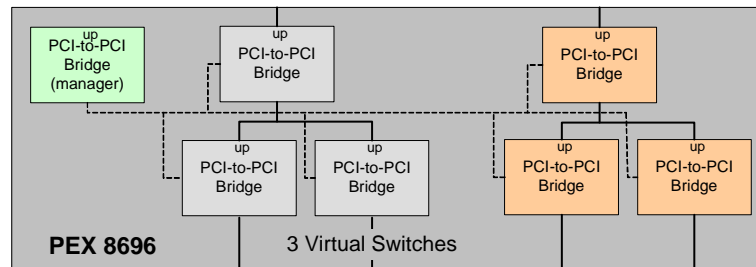 up
PCI-to-PCI
Bridge
(manager)
up
PCI-to-PCI
Bridge
up
PCI-to-PCI
Bridge
up
PCI-to-PCI
Bridge
up
PCI-to-PCI
Bridge
up
PCI-to-PCI
Bridge
up
PCI-to-PCI
Bridge
PEX 8696
3 Virtual Switches